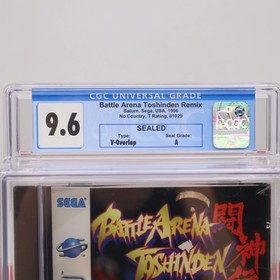 CGC UNIVERSAL GRADE
9.6
Battle Arena Toshinden Remix
Saturn, Sega, USA, 1996
No Country, T Rating, 81029
SEALED
Type:
Seal Grade:
V-Overlap
A
CGC
SEGA
BATTLE ARENA
TOSHINDEN
闘神